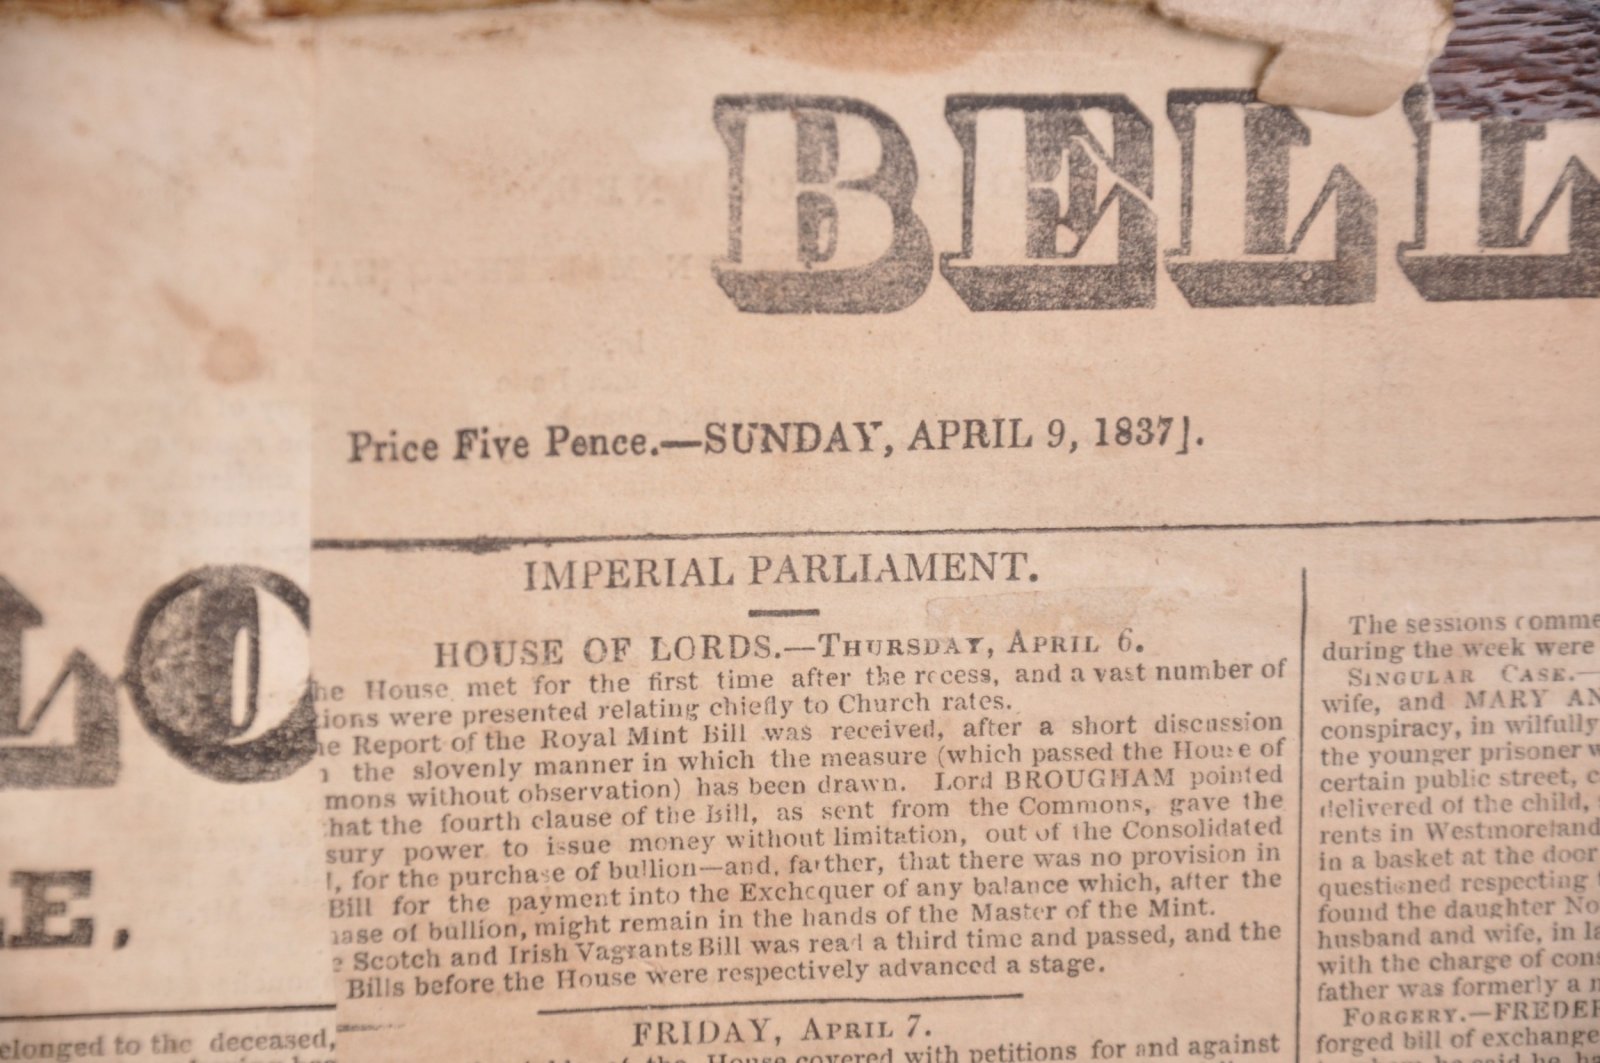 BELL
Price Five Pence.—SUNDAY, APRIL 9, 1837].
IMPERIAL PARLIAMENT.
HOUSE OF LORDS.—THURSDAY, APRIL 6.
he House met for the first time after the recess, and a vast number of
tions were presented relating chiefly to Church rates.
he Report of the Royal Mint Bill was received, after a short discussion
n the slovenly manner in which the measure (which passed the House of
mons without observation) has been drawn. Lord BROUGHAM pointed
hat the fourth clause of the Bill, as sent from the Commons, gave the
sury power to issue money without limitation, out of the Consolidated
l, for the purchase of bullion—and, farther, that there was no provision in
Bill for the payment into the Exchequer of any balance which, after the
hase of bullion, might remain in the hands of the Master of the Mint.
e Scotch and Irish Vagrants Bill was read a third time and passed, and the
Bills before the House were respectively advanced a stage.
FRIDAY, APRIL 7.
the House covered with petitions for and against
The sessions comme
during the week were
SINGULAR CASE.—
wife, and MARY AN
conspiracy, in wilfully
the younger prisoner w
certain public street, c
delivered of the child,
rents in Westmoreland
in a basket at the door
questioned respecting t
found the daughter No
husband and wife, in la
with the charge of cons
father was formerly a m
FORGERY.—FREDER
forged bill of exchange
LO
LE,
elonged to the deceased,